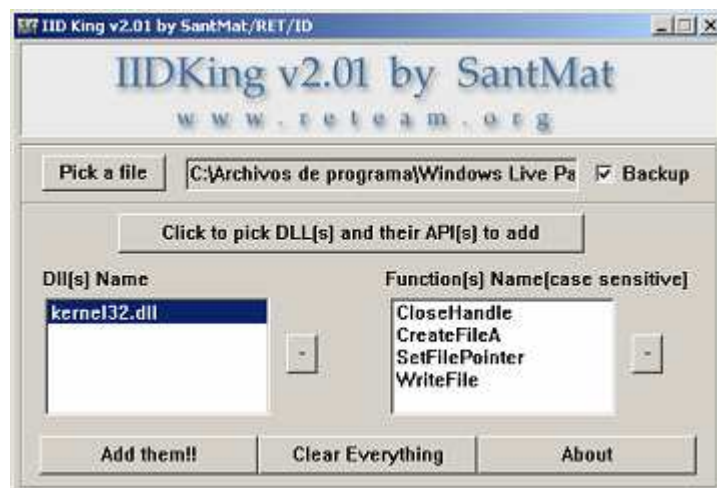 IID King v2.01 by SantMat/RET/ID
IIDKing v2.01 by SantMat
www.reteam.org
Pick a file
C:\Archivos de programa\Windows Live Pa
Backup
Click to pick DLL(s) and their API(s) to add
Dll[s] Name
Function[s] Name[case sensitive]
kernel32.dll
CloseHandle
CreateFileA
SetFilePointer
WriteFile
-
-
Add them!!
Clear Everything
About